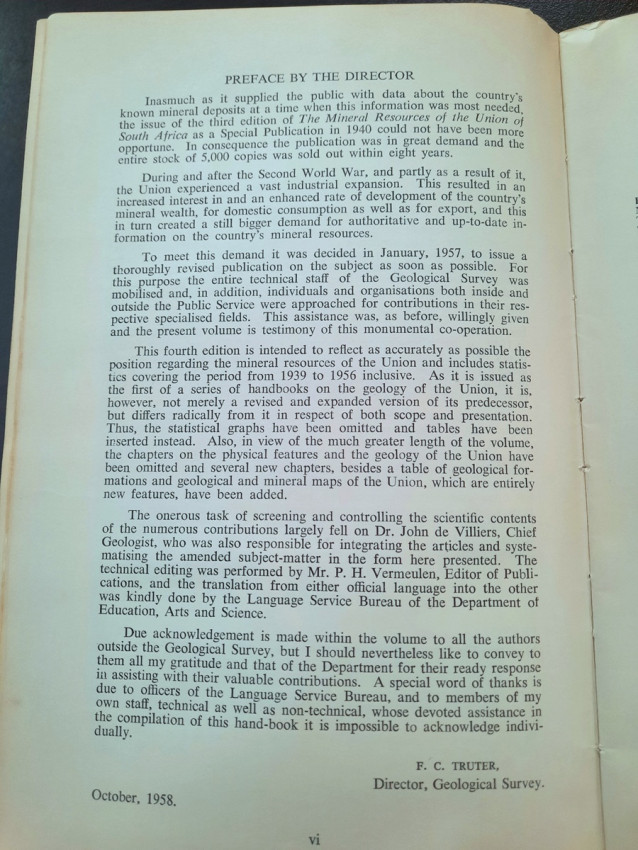 PREFACE BY THE DIRECTOR
Inasmuch as it supplied the public with data about the country's
known mineral deposits at a time when this information was most needed,
the issue of the third edition of The Mineral Resources of the Union of
South Africa as a Special Publication in 1940 could not have been more
opportune. In consequence the publication was in great demand and the
entire stock of 5,000 copies was sold out within eight years.
During and after the Second World War, and partly as a result of it,
the Union experienced a vast industrial expansion. This resulted in an
increased interest in and an enhanced rate of development of the country's
mineral wealth, for domestic consumption as well as for export, and this
in turn created a still bigger demand for authoritative and up-to-date in-
formation on the country's mineral resources.
To meet this demand it was decided in January, 1957, to issue a
thoroughly revised publication on the subject as soon as possible. For
this purpose the entire technical staff of the Geological Survey was
mobilised and, in addition, individuals and organisations both inside and
outside the Public Service were approached for contributions in their res-
pective specialised fields. This assistance was, as before, willingly given
and the present volume is testimony of this monumental co-operation.
This fourth edition is intended to reflect as accurately as possible the
position regarding the mineral resources of the Union and includes statis-
tics covering the period from 1939 to 1956 inclusive. As it is issued as
the first of a series of handbooks on the geology of the Union, it is,
however, not merely a revised and expanded version of its predecessor,
but differs radically from it in respect of both scope and presentation.
Thus, the statistical graphs have been omitted and tables have been
inserted instead. Also, in view of the much greater length of the volume,
the chapters on the physical features and the geology of the Union have
been omitted and several new chapters, besides a table of geological for-
mations and geological and mineral maps of the Union, which are entirely
new features, have been added.
The onerous task of screening and controlling the scientific contents
of the numerous contributions largely fell on Dr. John de Villiers, Chief
Geologist, who was also responsible for integrating the articles and syste-
matising the amended subject-matter in the form here presented. The
technical editing was performed by Mr. P. H. Vermeulen, Editor of Publi-
cations, and the translation from either official language into the other
was kindly done by the Language Service Bureau of the Department of
Education, Arts and Science.
Due acknowledgement is made within the volume to all the authors
outside the Geological Survey, but I should nevertheless like to convey to
them all my gratitude and that of the Department for their ready response
in assisting with their valuable contributions. A special word of thanks is
due to officers of the Language Service Bureau, and to members of my
own staff, technical as well as non-technical, whose devoted assistance in
the compilation of this hand-book it is impossible to acknowledge indivi-
dually.
F. C. TRUTER,
Director, Geological Survey.
October, 1958.
vi